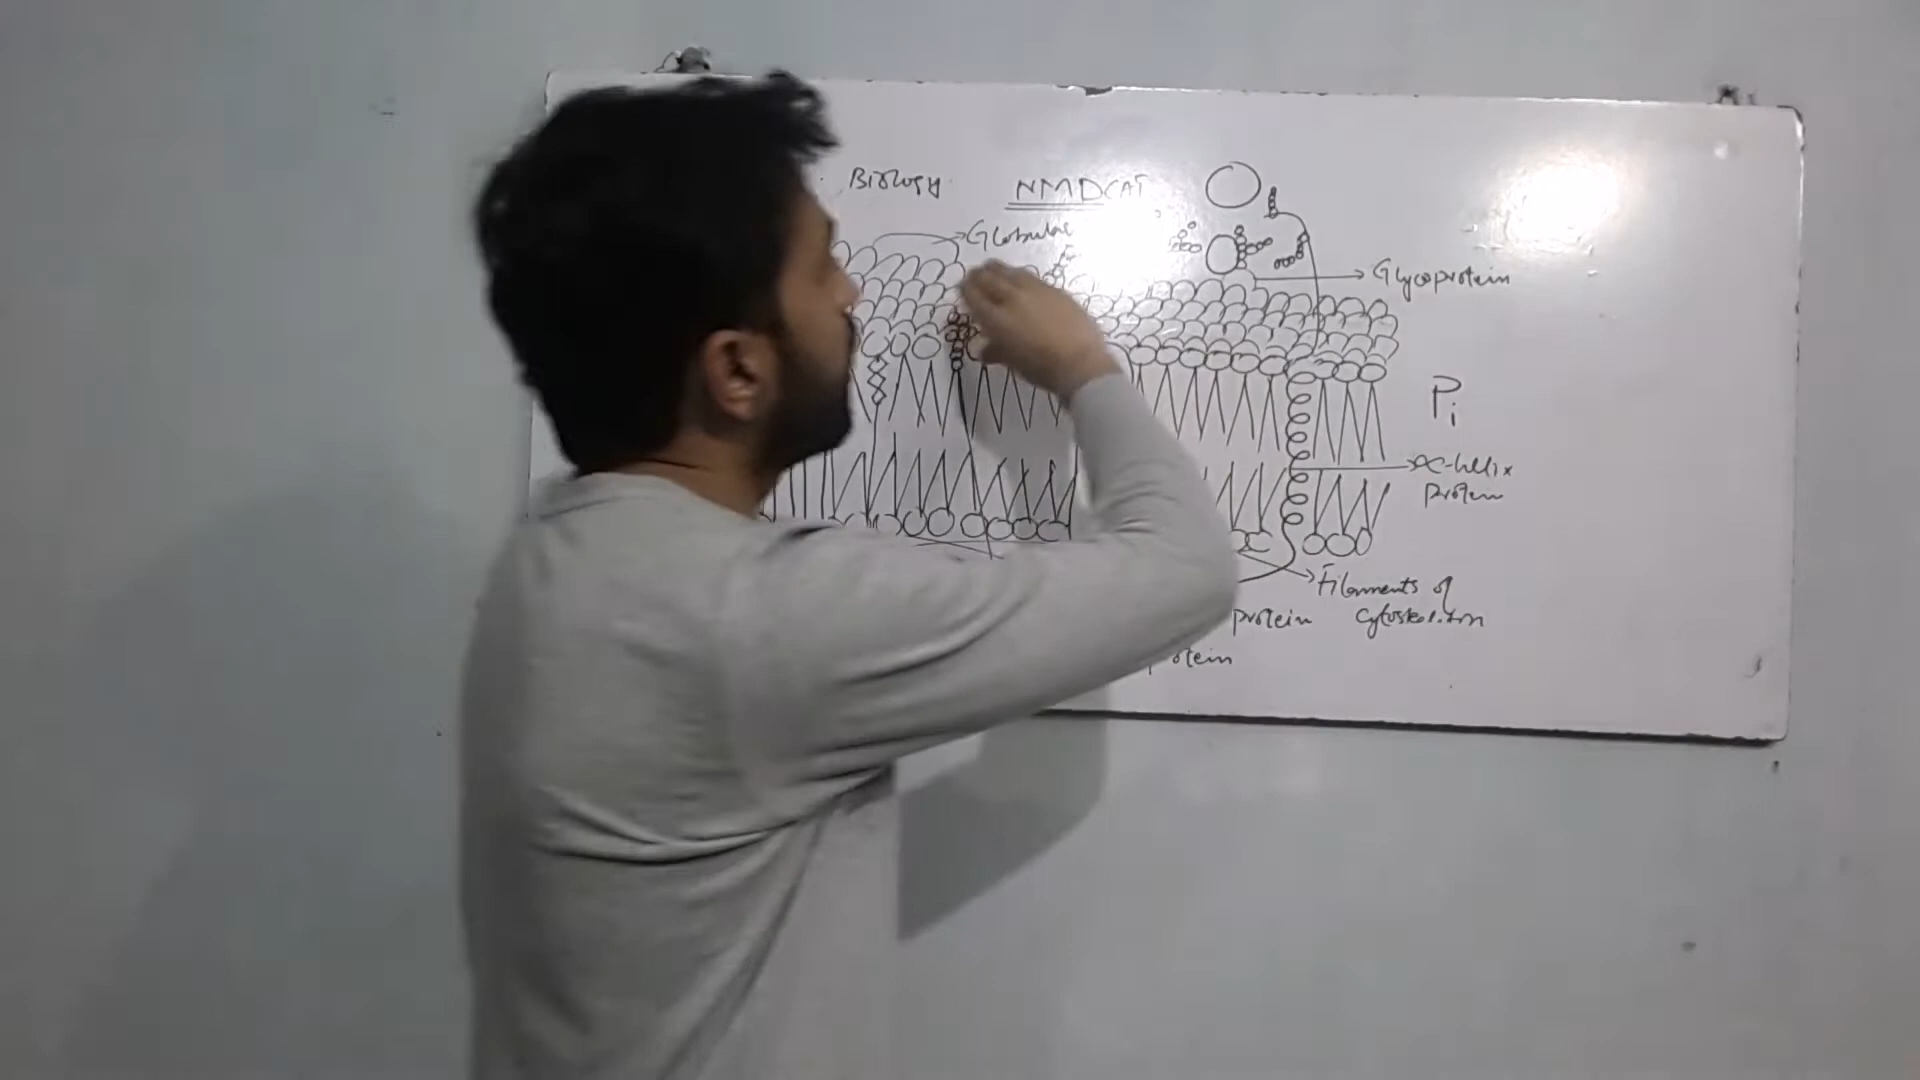 Biology NMDCAT
Globular
Glycoprotein
Pi
α-helix
protein
Filaments of
protein cytoskeleton
otein